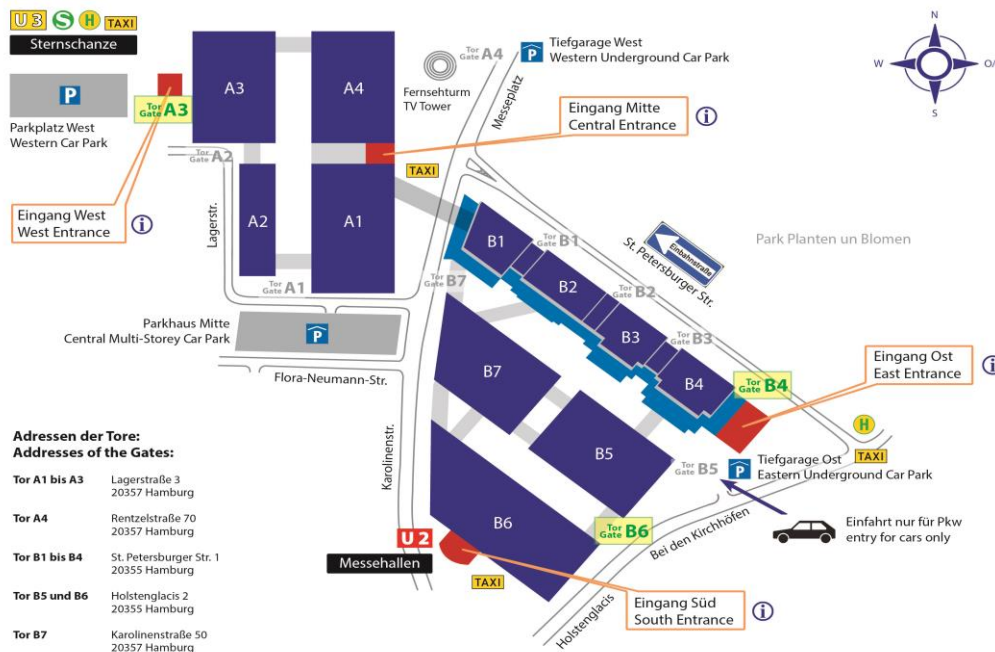 U3 S H TAXI
Sternschanze
P
Parkplatz West
Western Car Park
Tor
Gate A3
A3
A4
Fernsehturm
TV Tower
Tor
Gate A4
Messeplatz
P
Tiefgarage West
Western Underground Car Park
N
W
S
Eingang Mitte
Central Entrance
i
Tor
Gate A2
TAXI
Eingang West
West Entrance
i
Lagerstr.
A2
A1
Tor
Gate A1
B1
Tor
Gate B1
Einbahnstraße
St. Petersburger Str.
Park Planten un Blomen
Tor
Gate B7
B2
Tor
Gate B2
B3
Tor
Gate B3
B4
Tor
Gate B4
Eingang Ost
East Entrance
i
Parkhaus Mitte
Central Multi-Storey Car Park
P
Flora-Neumann-Str.
Karolinenstr.
B7
B5
H
TAXI
Tor
Gate B5
P
Tiefgarage Ost
Eastern Underground Car Park
B6
Tor
Gate B6
Bei den Kirchhöfen
Einfahrt nur für Pkw
entry for cars only
U2
Messehallen
TAXI
Holstenglacis
Eingang Süd
South Entrance
i
Adressen der Tore:
Addresses of the Gates:
Tor A1 bis A3 Lagerstraße 3
20357 Hamburg
Tor A4 Rentzelstraße 70
20357 Hamburg
Tor B1 bis B4 St. Petersburger Str. 1
20355 Hamburg
Tor B5 und B6 Holstenglacis 2
20355 Hamburg
Tor B7 Karolinenstraße 50
20357 Hamburg